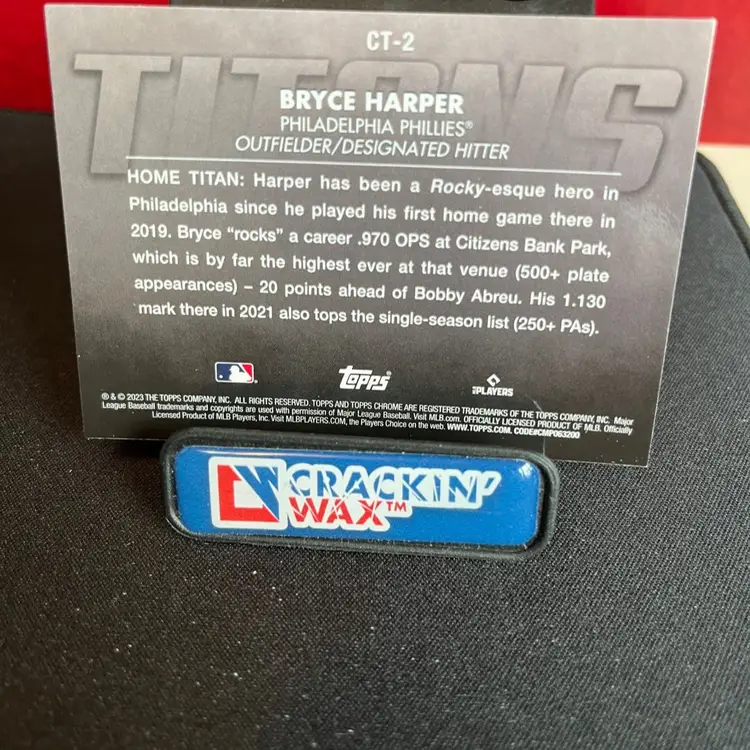 CT-2
TITANS
BRYCE HARPER
PHILADELPHIA PHILLIES®
OUTFIELDER/DESIGNATED HITTER
HOME TITAN: Harper has been a Rocky-esque hero in
Philadelphia since he played his first home game there in
2019. Bryce “rocks” a career .970 OPS at Citizens Bank Park,
which is by far the highest ever at that venue (500+ plate
appearances) – 20 points ahead of Bobby Abreu. His 1.130
mark there in 2021 also tops the single-season list (250+ PAs).
Topps®
PLAYERS
® & © 2023 THE TOPPS COMPANY, INC. ALL RIGHTS RESERVED. TOPPS AND TOPPS CHROME ARE REGISTERED TRADEMARKS OF THE TOPPS COMPANY, INC. Major
League Baseball trademarks and copyrights are used with permission of Major League Baseball. Visit MLB.com. OFFICIALLY LICENSED PRODUCT OF MLB. Officially
Licensed Product of MLB Players, Inc. Visit MLBPLAYERS.COM, the Players Choice on the web. WWW.TOPPS.COM. CODE#CMP063200
CRACKIN'
WAX™